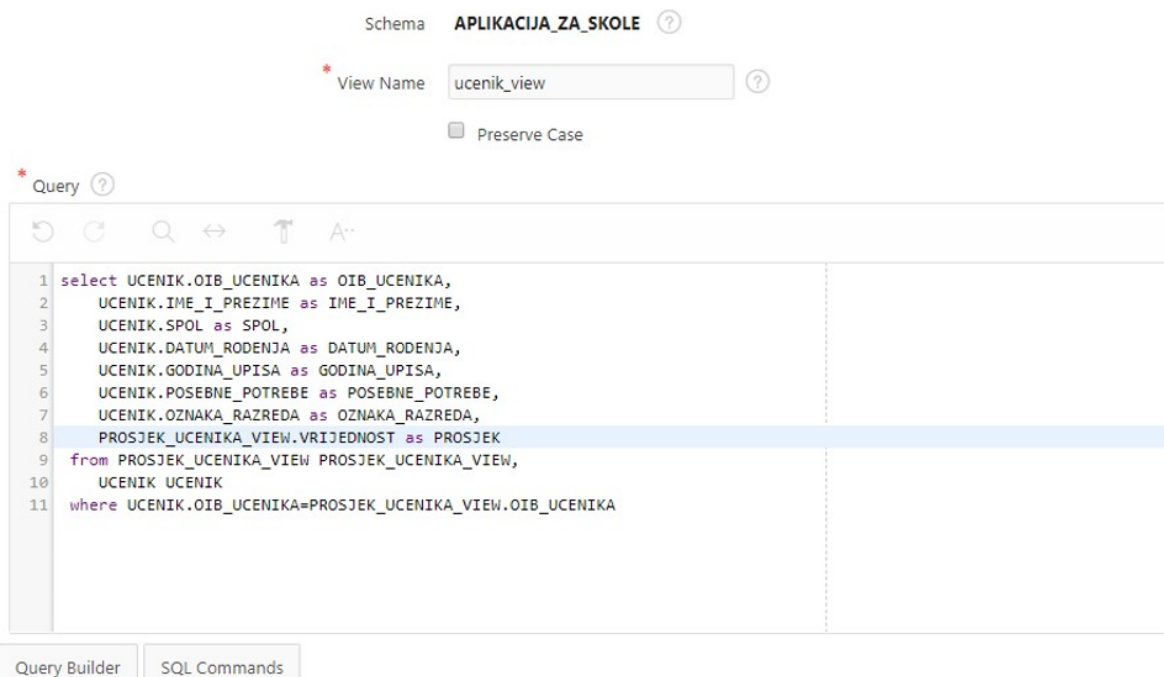 Schema APLIKACIJA_ZA_SKOLE ?
* View Name ucenik_view ?
Preserve Case
* Query ?
A
1 select UCENIK.OIB_UCENIKA as OIB_UCENIKA,
2 UCENIK.IME_I_PREZIME as IME_I_PREZIME,
3 UCENIK.SPOL as SPOL,
4 UCENIK.DATUM_RODENJA as DATUM_RODENJA,
5 UCENIK.GODINA_UPISA as GODINA_UPISA,
6 UCENIK.POSEBNE_POTREBE as POSEBNE_POTREBE,
7 UCENIK.OZNAKA_RAZREDA as OZNAKA_RAZREDA,
8 PROSJEK_UCENIKA_VIEW.VRIJEDNOST as PROSJEK
9 from PROSJEK_UCENIKA_VIEW PROSJEK_UCENIKA_VIEW,
10 UCENIK UCENIK
11 where UCENIK.OIB_UCENIKA=PROSJEK_UCENIKA_VIEW.OIB_UCENIKA
Query Builder SQL Commands